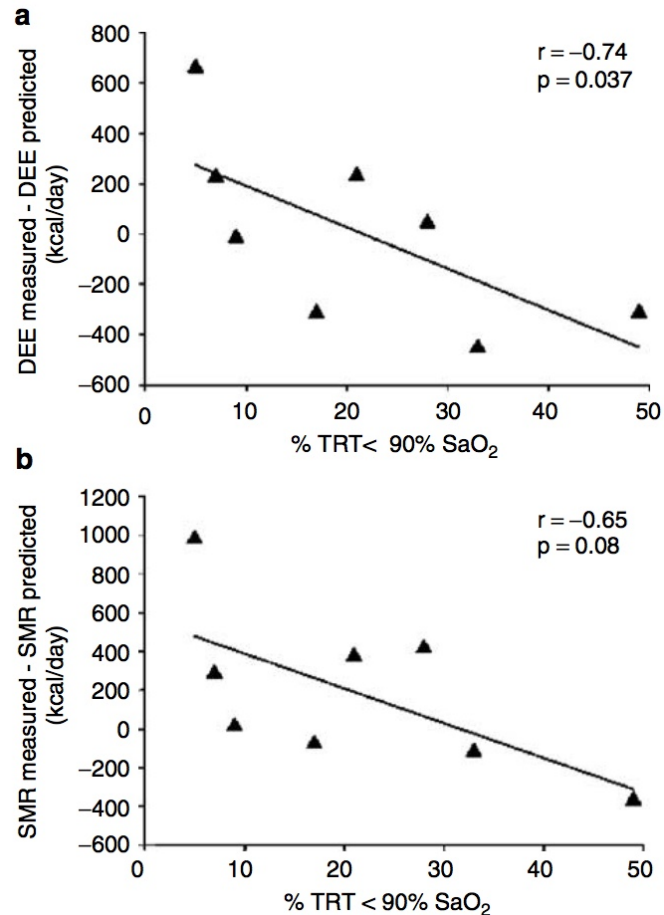 a
DEE measured - DEE predicted
(kcal/day)
800
600
400
200
0
−200
−400
−600
r = −0.74
p = 0.037
0 10 20 30 40 50
% TRT< 90% SaO₂
b
SMR measured - SMR predicted
(kcal/day)
1200
1000
800
600
400
200
0
−200
−400
−600
r = −0.65
p = 0.08
0 10 20 30 40 50
% TRT < 90% SaO₂